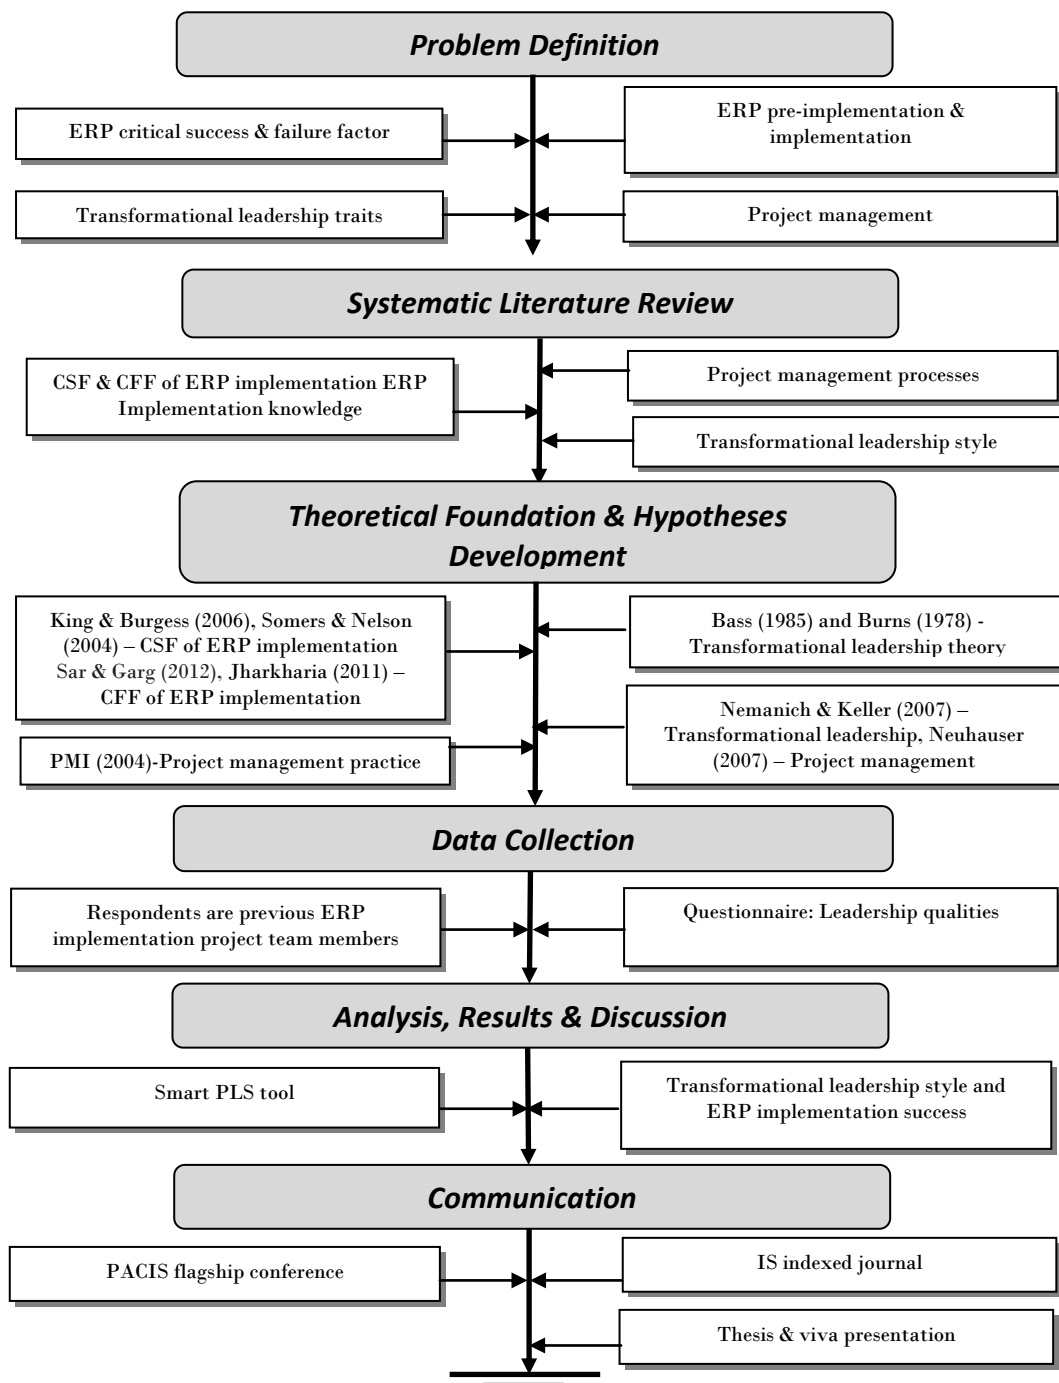 Problem Definition
ERP critical success & failure factor
ERP pre-implementation &
implementation
Transformational leadership traits
Project management
Systematic Literature Review
CSF & CFF of ERP implementation ERP
Implementation knowledge
Project management processes
Transformational leadership style
Theoretical Foundation & Hypotheses
Development
King & Burgess (2006), Somers & Nelson
(2004) – CSF of ERP implementation
Sar & Garg (2012), Jharkharia (2011) –
CFF of ERP implementation
Bass (1985) and Burns (1978) -
Transformational leadership theory
PMI (2004)-Project management practice
Nemanich & Keller (2007) –
Transformational leadership, Neuhauser
(2007) – Project management
Data Collection
Respondents are previous ERP
implementation project team members
Questionnaire: Leadership qualities
Analysis, Results & Discussion
Smart PLS tool
Transformational leadership style and
ERP implementation success
Communication
PACIS flagship conference
IS indexed journal
Thesis & viva presentation